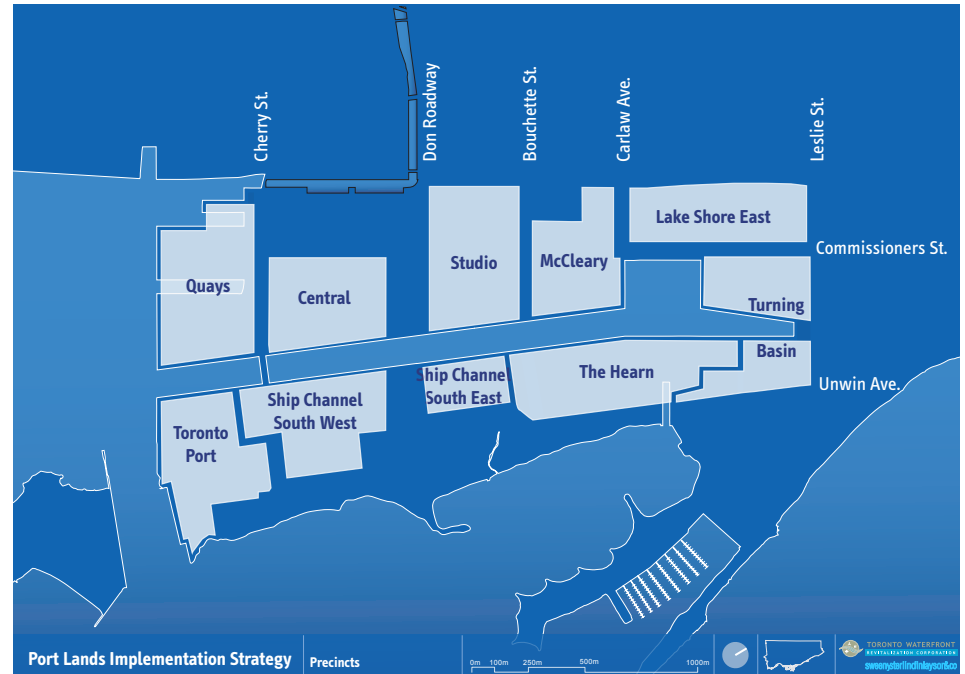 Cherry St.
Don Roadway
Bouchette St.
Carlaw Ave.
Leslie St.
Lake Shore East
Commissioners St.
Studio
McCleary
Quays
Central
Turning
Basin
Ship Channel
South East
The Hearn
Unwin Ave.
Ship Channel
South West
Toronto
Port
Port Lands Implementation Strategy
Precincts
0m 100m 250m 500m 1000m
TORONTO WATERFRONT
REVITALIZATION CORPORATION
sweenysterlinfinlayson&co